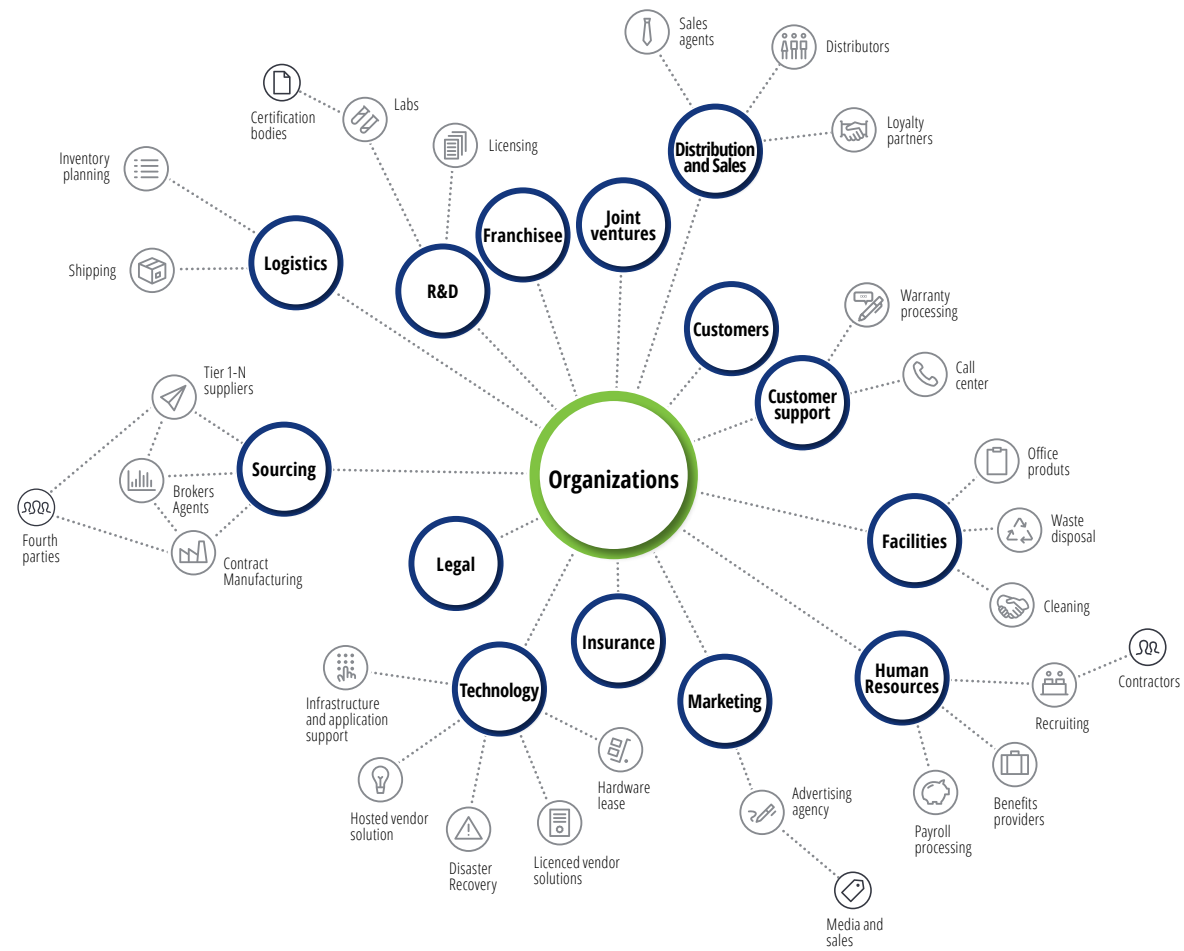 Sales
agents
Distributors
Certification
bodies
Labs
Licensing
Loyalty
partners
Distribution
and Sales
Inventory
planning
Shipping
Logistics
R&D
Franchisee
Joint
ventures
Customers
Customer
support
Warranty
processing
Call
center
Tier 1-N
suppliers
Sourcing
Brokers
Agents
Fourth
parties
Contract
Manufacturing
Organizations
Office
produts
Waste
disposal
Facilities
Cleaning
Legal
Insurance
Technology
Marketing
Human
Resources
Contractors
Recruiting
Infrastructure
and application
support
Hosted vendor
solution
Disaster
Recovery
Licenced vendor
solutions
Hardware
lease
Advertising
agency
Media and
sales
Payroll
processing
Benefits
providers